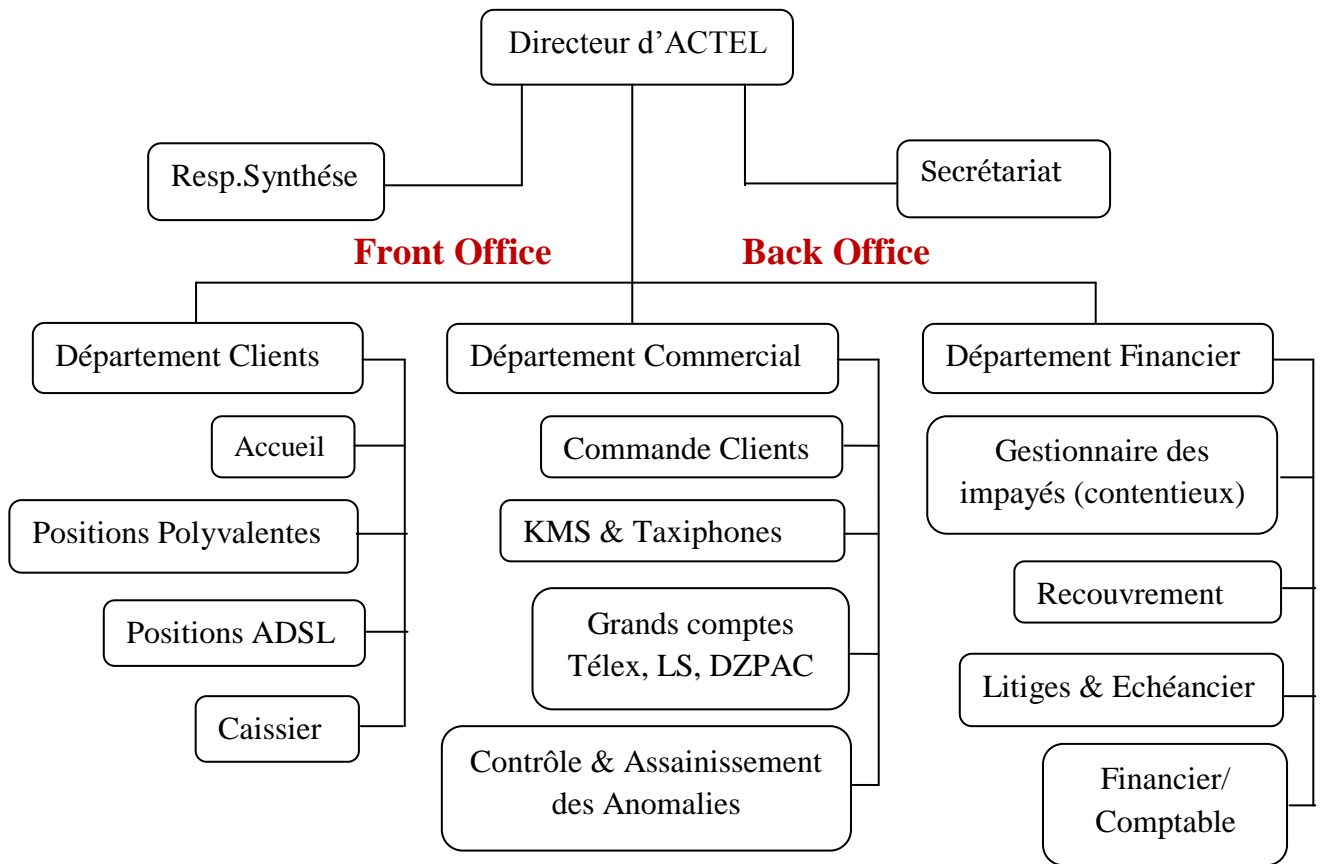 Directeur d’ACTEL
Resp.Synthése
Secrétariat
Front Office
Back Office
Département Clients
Accueil
Positions Polyvalentes
Positions ADSL
Caissier
Département Commercial
Commande Clients
KMS & Taxiphones
Grands comptes
Télex, LS, DZPAC
Contrôle & Assainissement
des Anomalies
Département Financier
Gestionnaire des
impayés (contentieux)
Recouvrement
Litiges & Echéancier
Financier/
Comptable